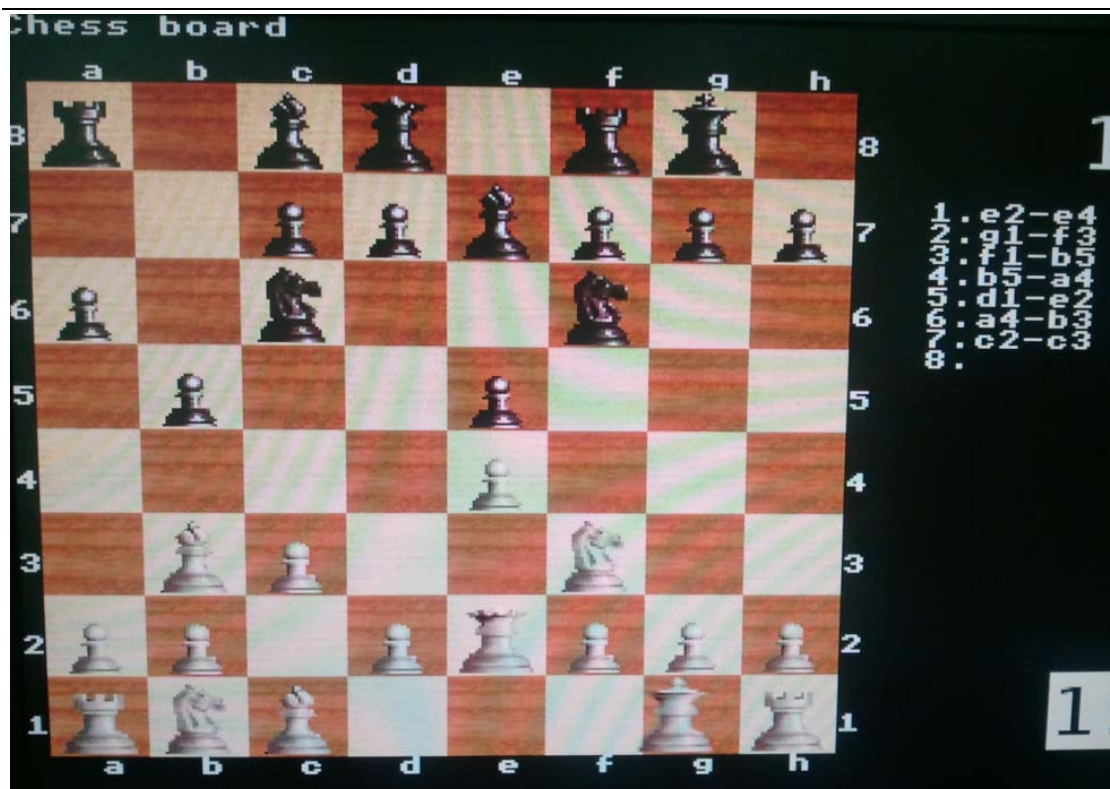 Chess board
a b c d e f g h
8 8
7 7
6 6
5 5
4 4
3 3
2 2
1 1
a b c d e f g h
1
1.e2-e4
2.g1-f3
3.f1-b5
4.b5-a4
5.d1-e2
6.a4-b3
7.c2-c3
8.
1